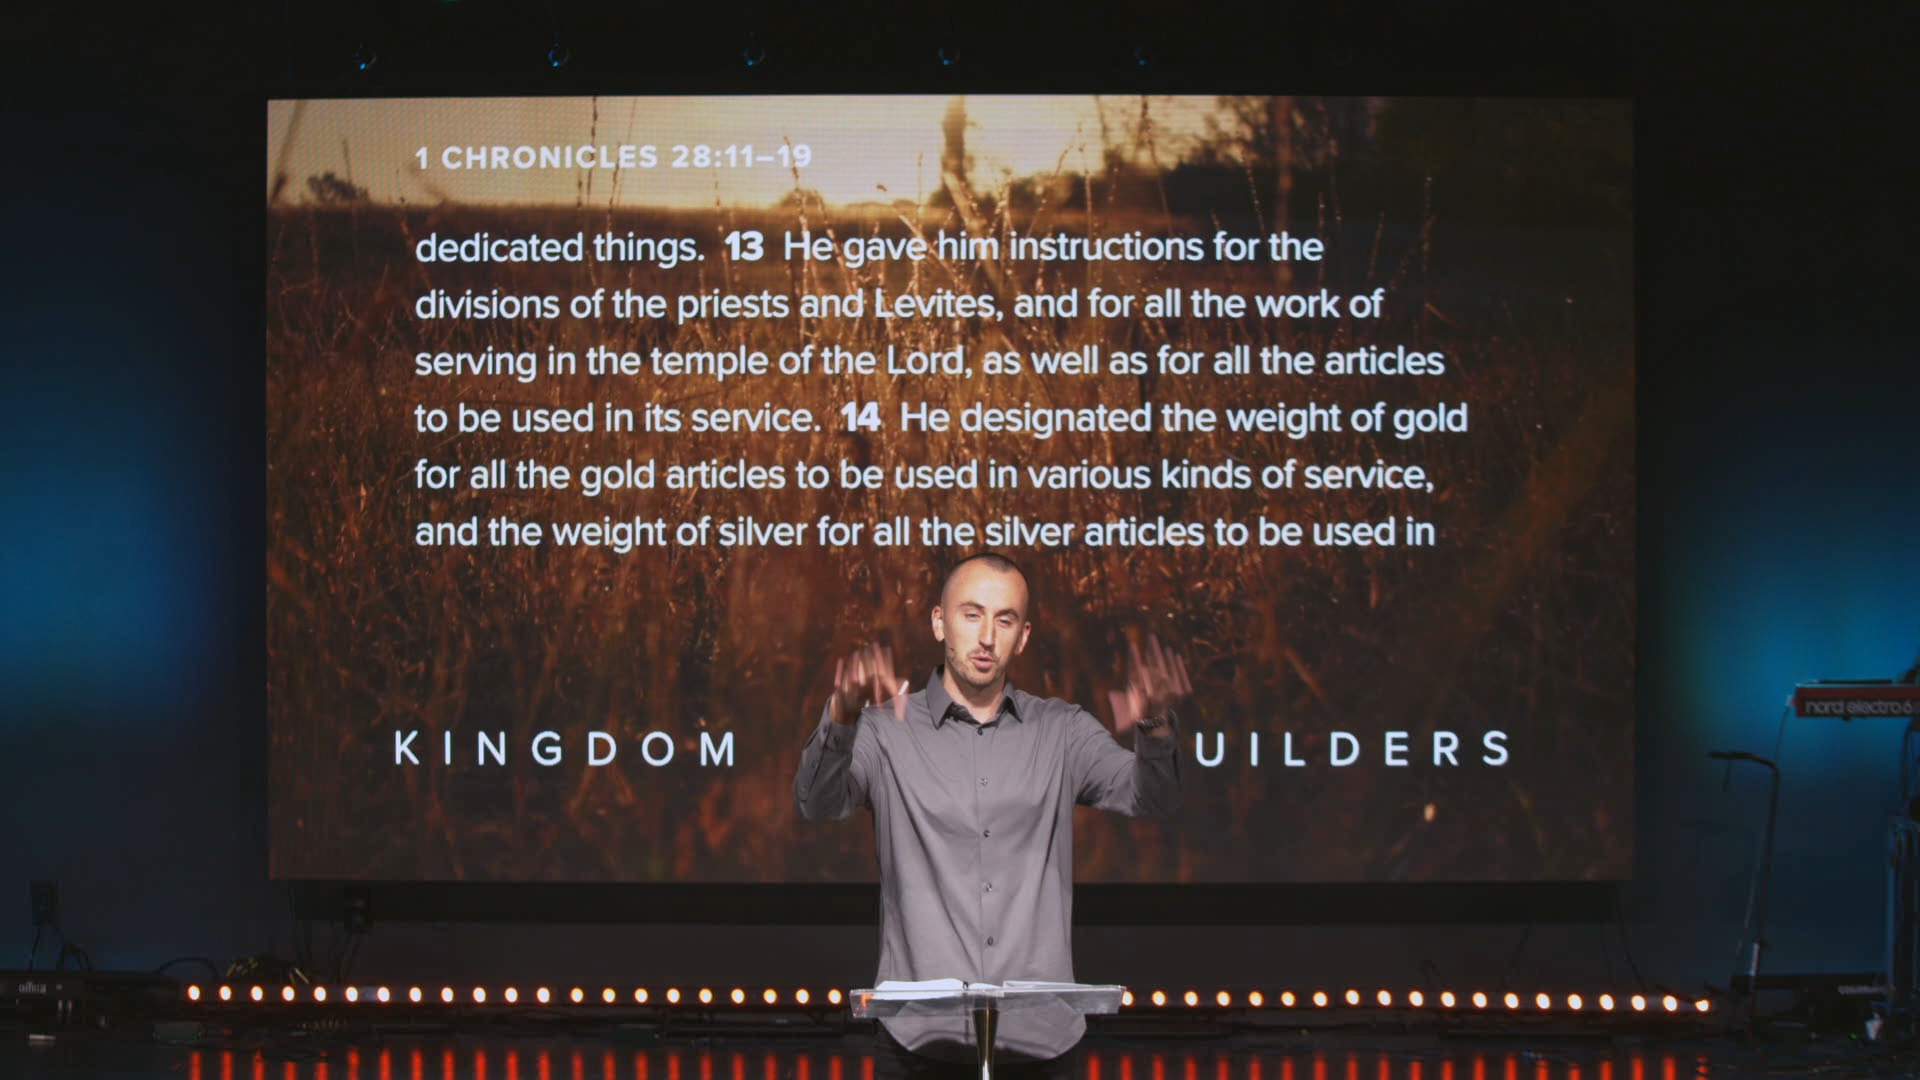 1 CHRONICLES 28:11–19
dedicated things. 13 He gave him instructions for the
divisions of the priests and Levites, and for all the work of
serving in the temple of the Lord, as well as for all the articles
to be used in its service. 14 He designated the weight of gold
for all the gold articles to be used in various kinds of service,
and the weight of silver for all the silver articles to be used in
KINGDOM UILDERS
nord electro 6